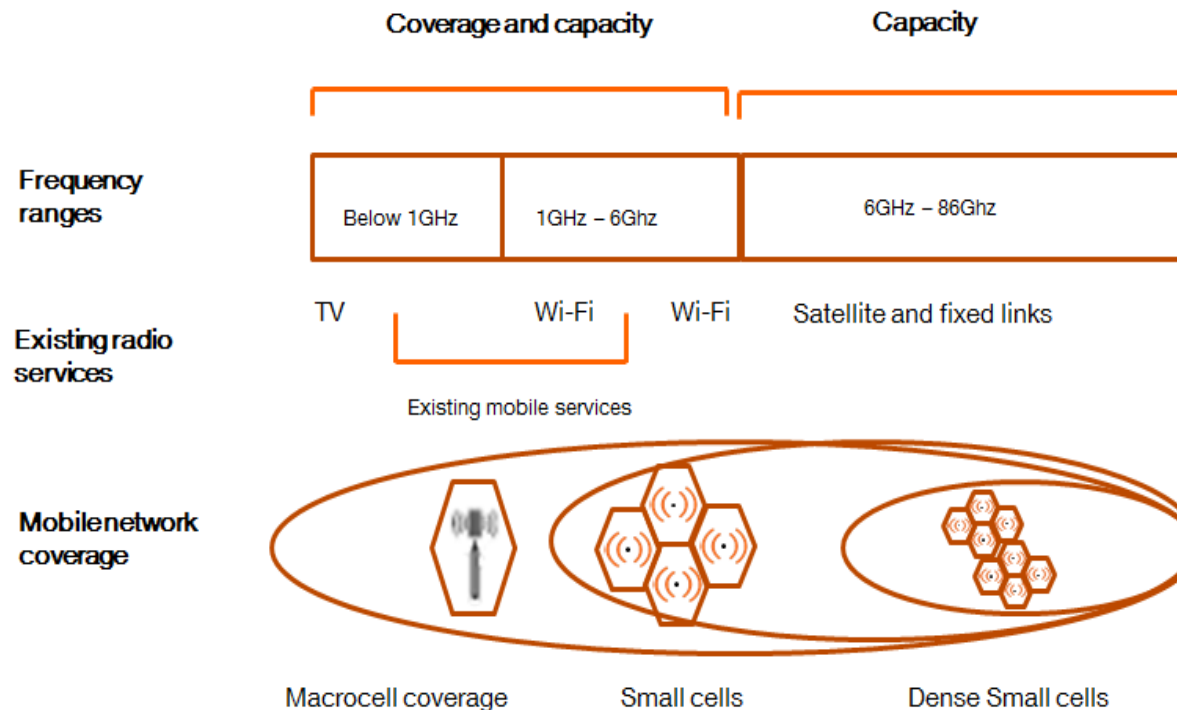 Coverage and capacity
Capacity
Frequency
ranges
Below 1GHz
1GHz – 6Ghz
6GHz – 86Ghz
TV
Wi-Fi
Wi-Fi
Satellite and fixed links
Existing radio
services
Existing mobile services
Mobile network
coverage
Macrocell coverage
Small cells
Dense Small cells